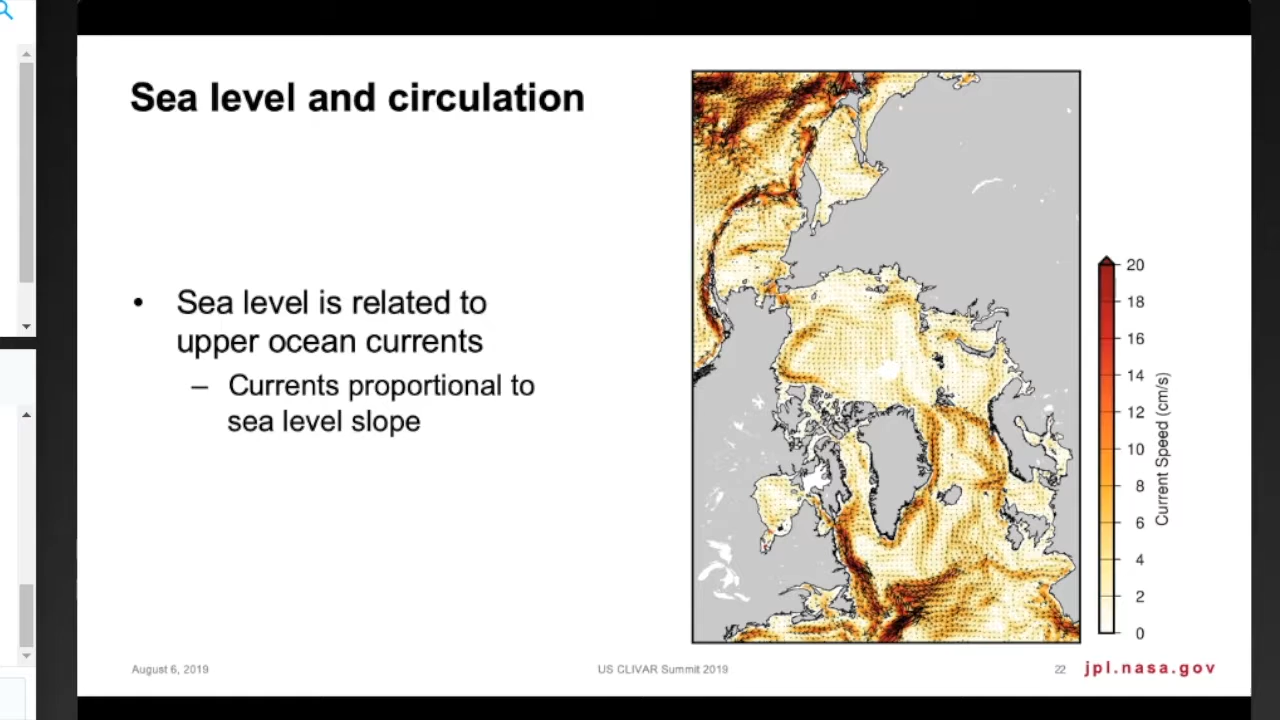 Sea level and circulation
• Sea level is related to
upper ocean currents
– Currents proportional to
sea level slope
20
18
16
14
12
10
8
6
4
2
0
Current Speed (cm/s)
August 6, 2019
US CLIVAR Summit 2019
22
jpl.nasa.gov